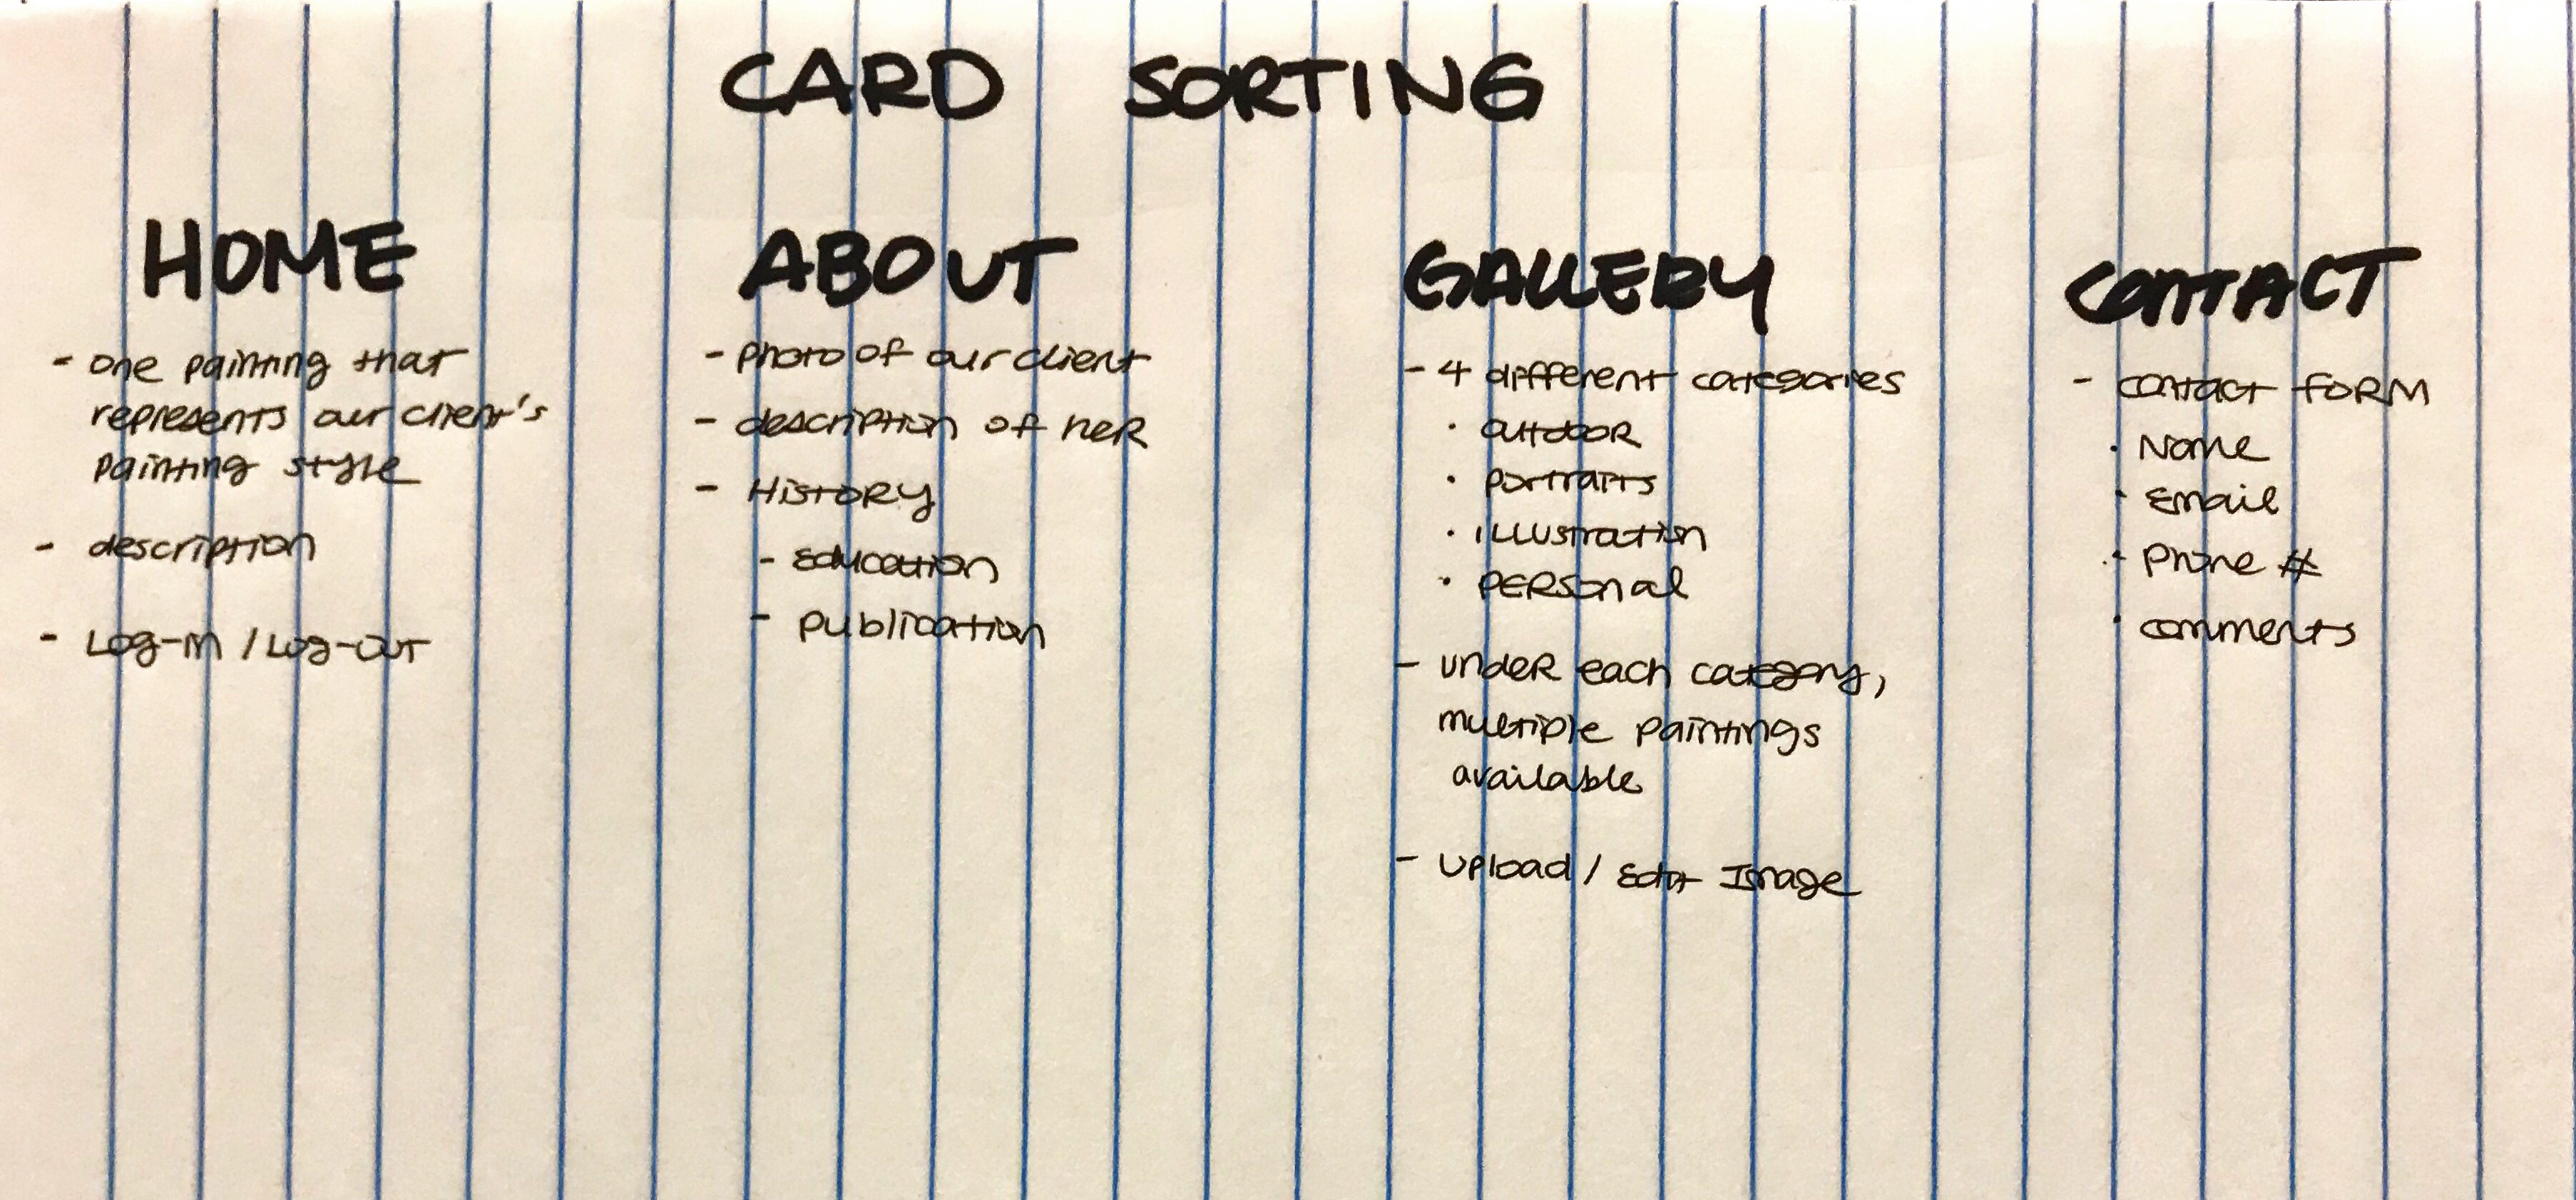 CARD SORTING
HOME
- one painting that
represents our client's
painting style
- description
- Log-in / Log-out
ABOUT
- photo of our client
- description of her
- History
- Education
- publication
GALLERY
- 4 different categories
· outdoor
· portraits
· illustration
· PERSonal
- under each category,
multiple paintings
available
- upload / Edit Image
CONTACT
- contact FORM
· Name
· Email
· Phone #
· comments